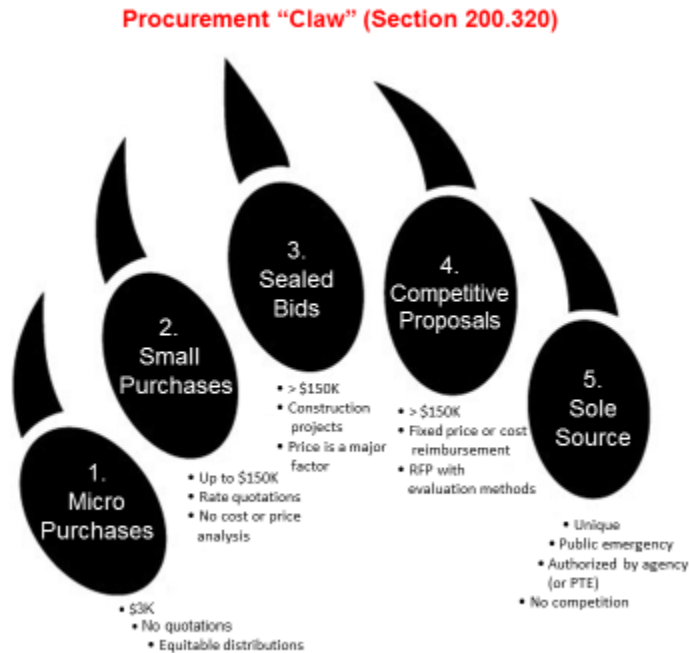 Procurement “Claw” (Section 200.320)
1.
Micro
Purchases
• $3K
• No quotations
• Equitable distributions
2.
Small
Purchases
• Up to $150K
• Rate quotations
• No cost or price
analysis
3.
Sealed
Bids
• > $150K
• Construction
projects
• Price is a major
factor
4.
Competitive
Proposals
• > $150K
• Fixed price or cost
reimbursement
• RFP with
evaluation methods
5.
Sole
Source
• Unique
• Public emergency
• Authorized by agency
(or PTE)
• No competition